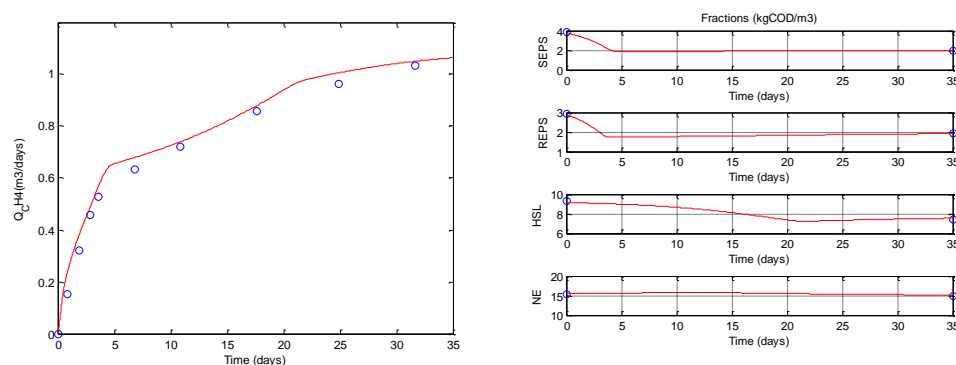 Q_CH4(m3/days)
1
0.8
0.6
0.4
0.2
0
0 5 10 15 20 25 30 35
Time (days)
Fractions (kgCOD/m3)
SEPS
4
2
0
0 5 10 15 20 25 30 35
Time (days)
REPS
3
2
1
0 5 10 15 20 25 30 35
Time (days)
HSL
10
8
6
0 5 10 15 20 25 30 35
Time (days)
NE
20
15
10
0 5 10 15 20 25 30 35
Time (days)